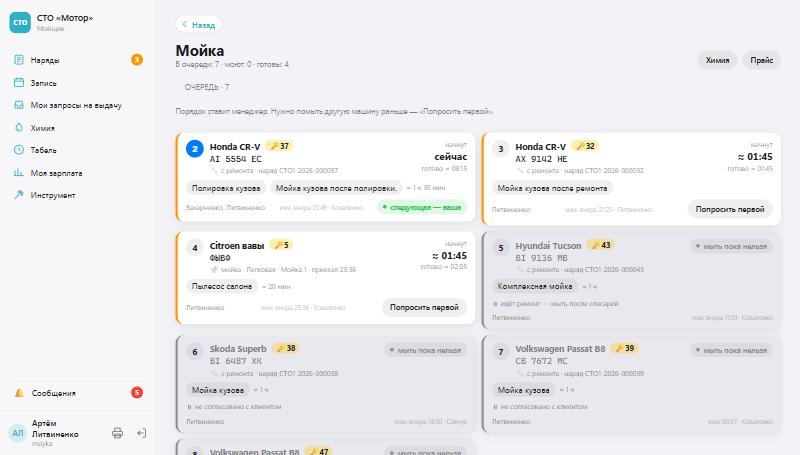 СТО
СТО «Мотор»
Мойщик
Наряды 3
Запись
Мои запросы на выдачу
Химия
Табель
Моя зарплата
Инструмент
Сообщения 5
АЛ
Артём
Литвиненко
moyka
Назад
Мойка
В очереди: 7 · моют: 0 · готовы: 4
Химия
Прайс
ОЧЕРЕДЬ · 7
Порядок ставит менеджер. Нужно помыть другую машину раньше — «Попросить первой».
2 Honda CR-V 37 начнут
AI 5554 EC сейчас
с ремонта · наряд СТО1-2026-000037 готово ≈ 08:15
Полировка кузова Мойка кузова после полировки. ≈ 1 ч 30 мин
Захарченко, Литвиненко изм. вчера 21:49 · Коваленко следующая — ваша
3 Honda CR-V 32 начнут
AX 9142 HE ≈ 01:45
с ремонта · наряд СТО1-2026-000032 готово ≈ 01:45
Мойка кузова после ремонта
Литвиненко изм. вчера 21:25 · Литвиненко Попросить первой
4 Citroen вавы 5 начнут
ФЫВФ ≈ 01:45
мойка · Легковая · Мойка 1 · приехал 23:36 готово ≈ 02:05
Пылесос салона ≈ 20 мин
Литвиненко изм. вчера 23:36 · Коваленко Попросить первой
5 Hyundai Tucson 43 мыть пока нельзя
BI 9136 MB
с ремонта · наряд СТО1-2026-000043
Комплексная мойка ≈ 1 ч
идёт ремонт — мыть после слесарей
Литвиненко изм. вчера 11:10 · Коваленко
6 Skoda Superb 38 мыть пока нельзя
BI 6487 XK
с ремонта · наряд СТО1-2026-000038
Мойка кузова ≈ 1 ч
не согласовано с клиентом
Литвиненко изм. вчера 14:30 · Савчук
7 Volkswagen Passat B8 39 мыть пока нельзя
CB 7672 MC
с ремонта · наряд СТО1-2026-000039
Мойка кузова ≈ 1 ч
не согласовано с клиентом
Литвиненко изм. 00:37 · Коваленко
8 Volkswagen Passat B8 47 мыть пока нельзя